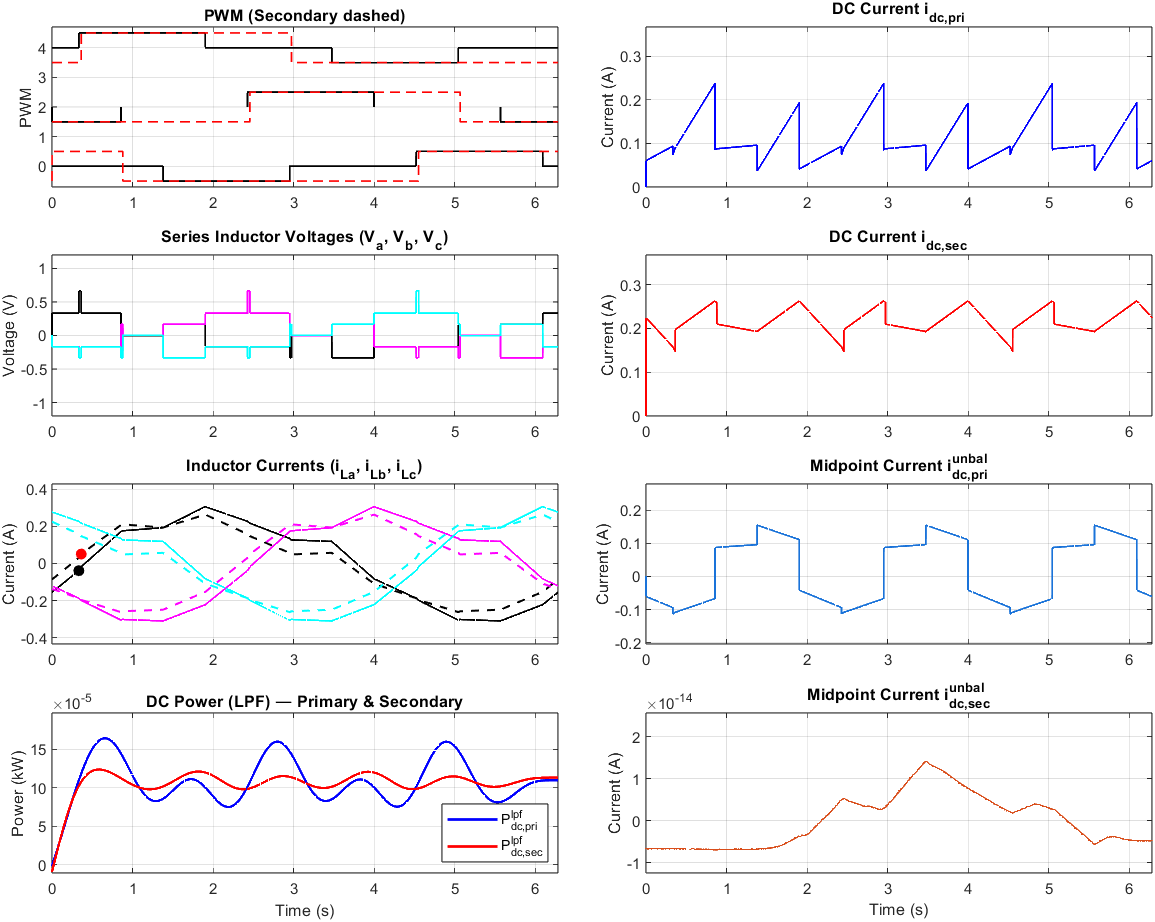 PWM (Secondary dashed)
PWM
4
3
2
1
0
0 1 2 3 4 5 6
DC Current i_dc,pri
Current (A)
0.3
0.2
0.1
0
0 1 2 3 4 5 6
Series Inductor Voltages (V_a, V_b, V_c)
Voltage (V)
1
0.5
0
-0.5
-1
0 1 2 3 4 5 6
DC Current i_dc,sec
Current (A)
0.3
0.2
0.1
0
0 1 2 3 4 5 6
Inductor Currents (i_La, i_Lb, i_Lc)
Current (A)
0.4
0.2
0
-0.2
-0.4
0 1 2 3 4 5 6
Midpoint Current i^unbal_dc,pri
Current (A)
0.2
0.1
0
-0.1
-0.2
0 1 2 3 4 5 6
DC Power (LPF) — Primary & Secondary
×10^-5
Power (kW)
15
10
5
0
P^lpf_dc,pri
P^lpf_dc,sec
0 1 2 3 4 5 6
Time (s)
Midpoint Current i^unbal_dc,sec
×10^-14
Current (A)
2
1
0
-1
0 1 2 3 4 5 6
Time (s)